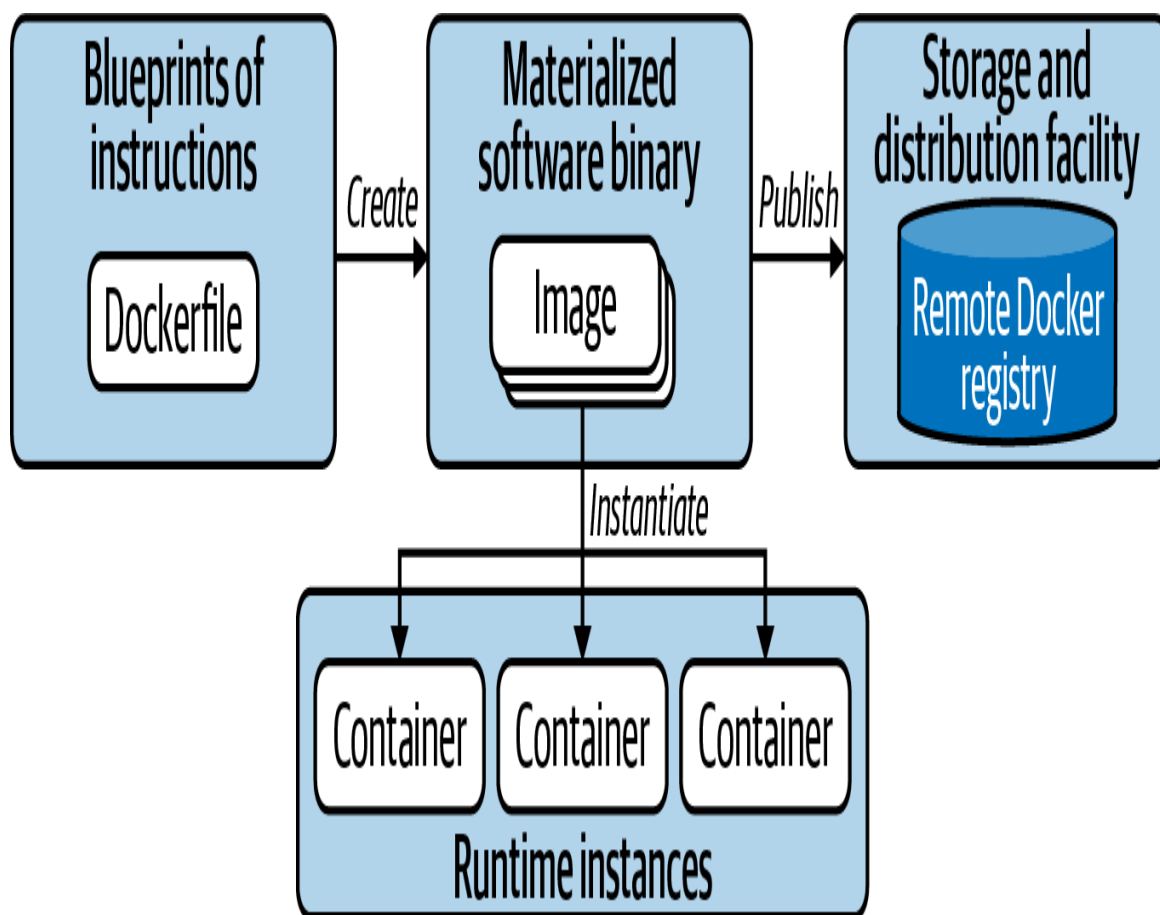 Blueprints of
instructions
Dockerfile
Create
Materialized
software binary
Image
Publish
Storage and
distribution facility
Remote Docker
registry
Instantiate
Container
Container
Container
Runtime instances